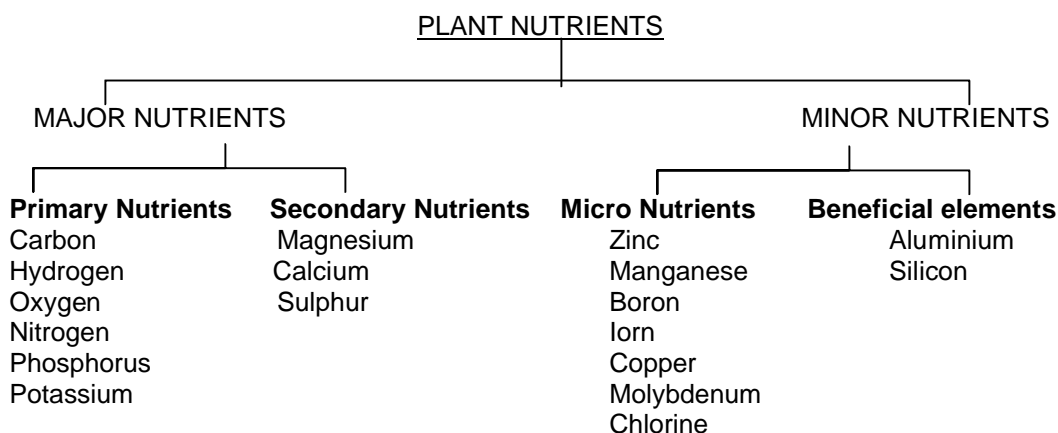 PLANT NUTRIENTS
MAJOR NUTRIENTS
MINOR NUTRIENTS
Primary Nutrients
Carbon
Hydrogen
Oxygen
Nitrogen
Phosphorus
Potassium
Secondary Nutrients
Magnesium
Calcium
Sulphur
Micro Nutrients
Zinc
Manganese
Boron
Iorn
Copper
Molybdenum
Chlorine
Beneficial elements
Aluminium
Silicon